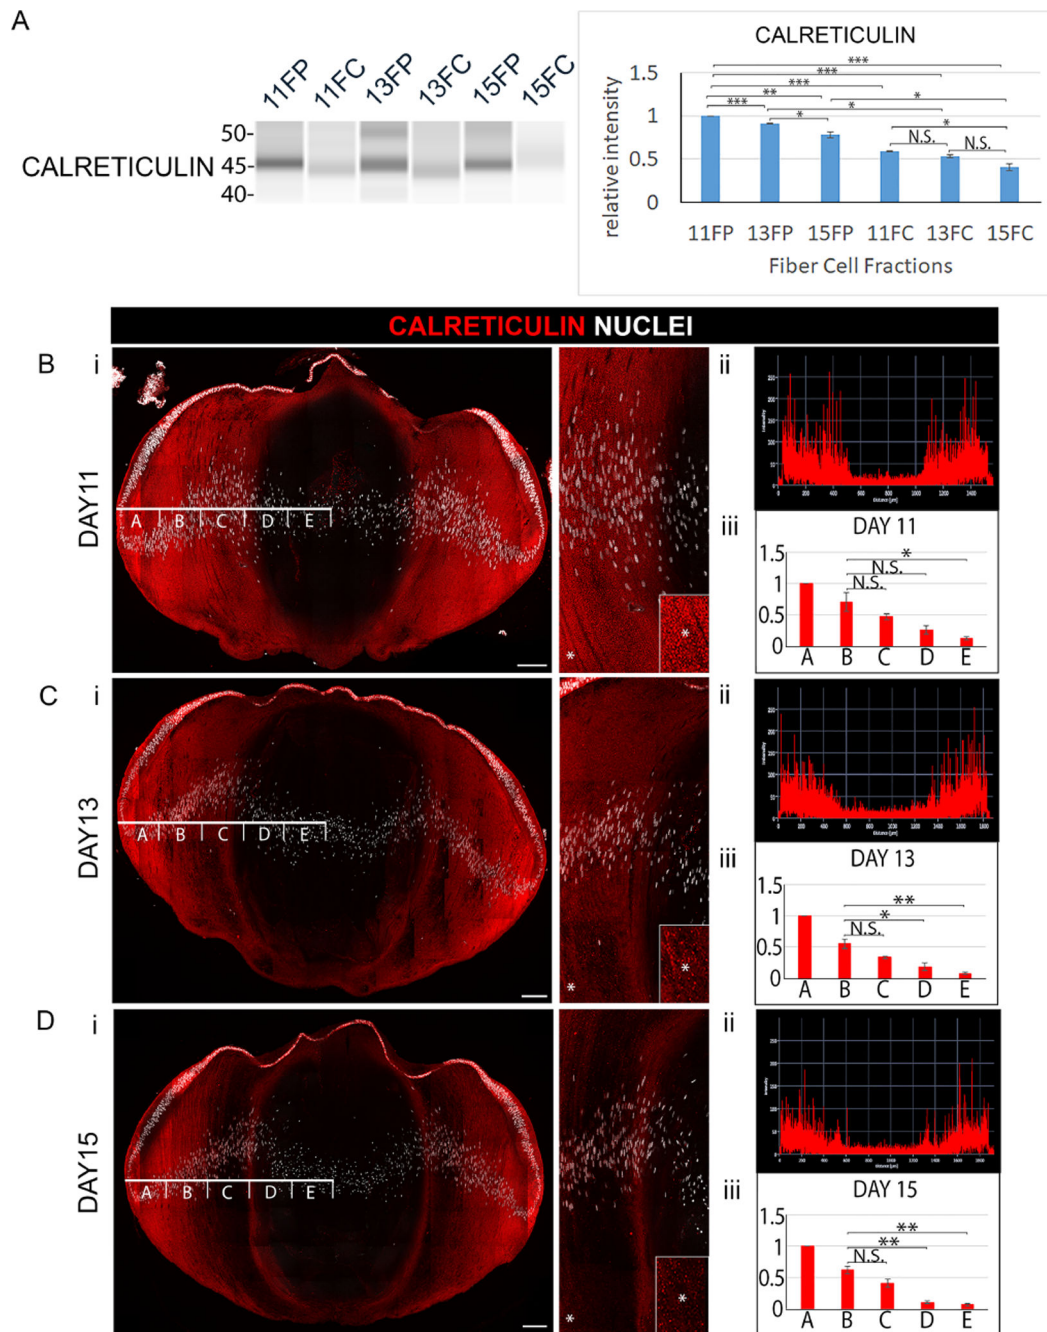 A
11FP 11FC 13FP 13FC 15FP 15FC
50-
CALRETICULIN 45-
40-
CALRETICULIN
relative intensity
1.5
1
0.5
0
***
***
***
** *
*** *
* *
N.S. N.S.
11FP 13FP 15FP 11FC 13FC 15FC
Fiber Cell Fractions
CALRETICULIN NUCLEI
B i ii
DAY11
A B C D E
*
*
iii
DAY 11
1.5
1
0.5
0
*
N.S.
N.S.
A B C D E
C i ii
DAY13
A B C D E
*
*
iii
DAY 13
1.5
1
0.5
0
**
*
N.S.
A B C D E
D i ii
DAY15
A B C D E
*
*
iii
DAY 15
1.5
1
0.5
0
**
**
N.S.
A B C D E